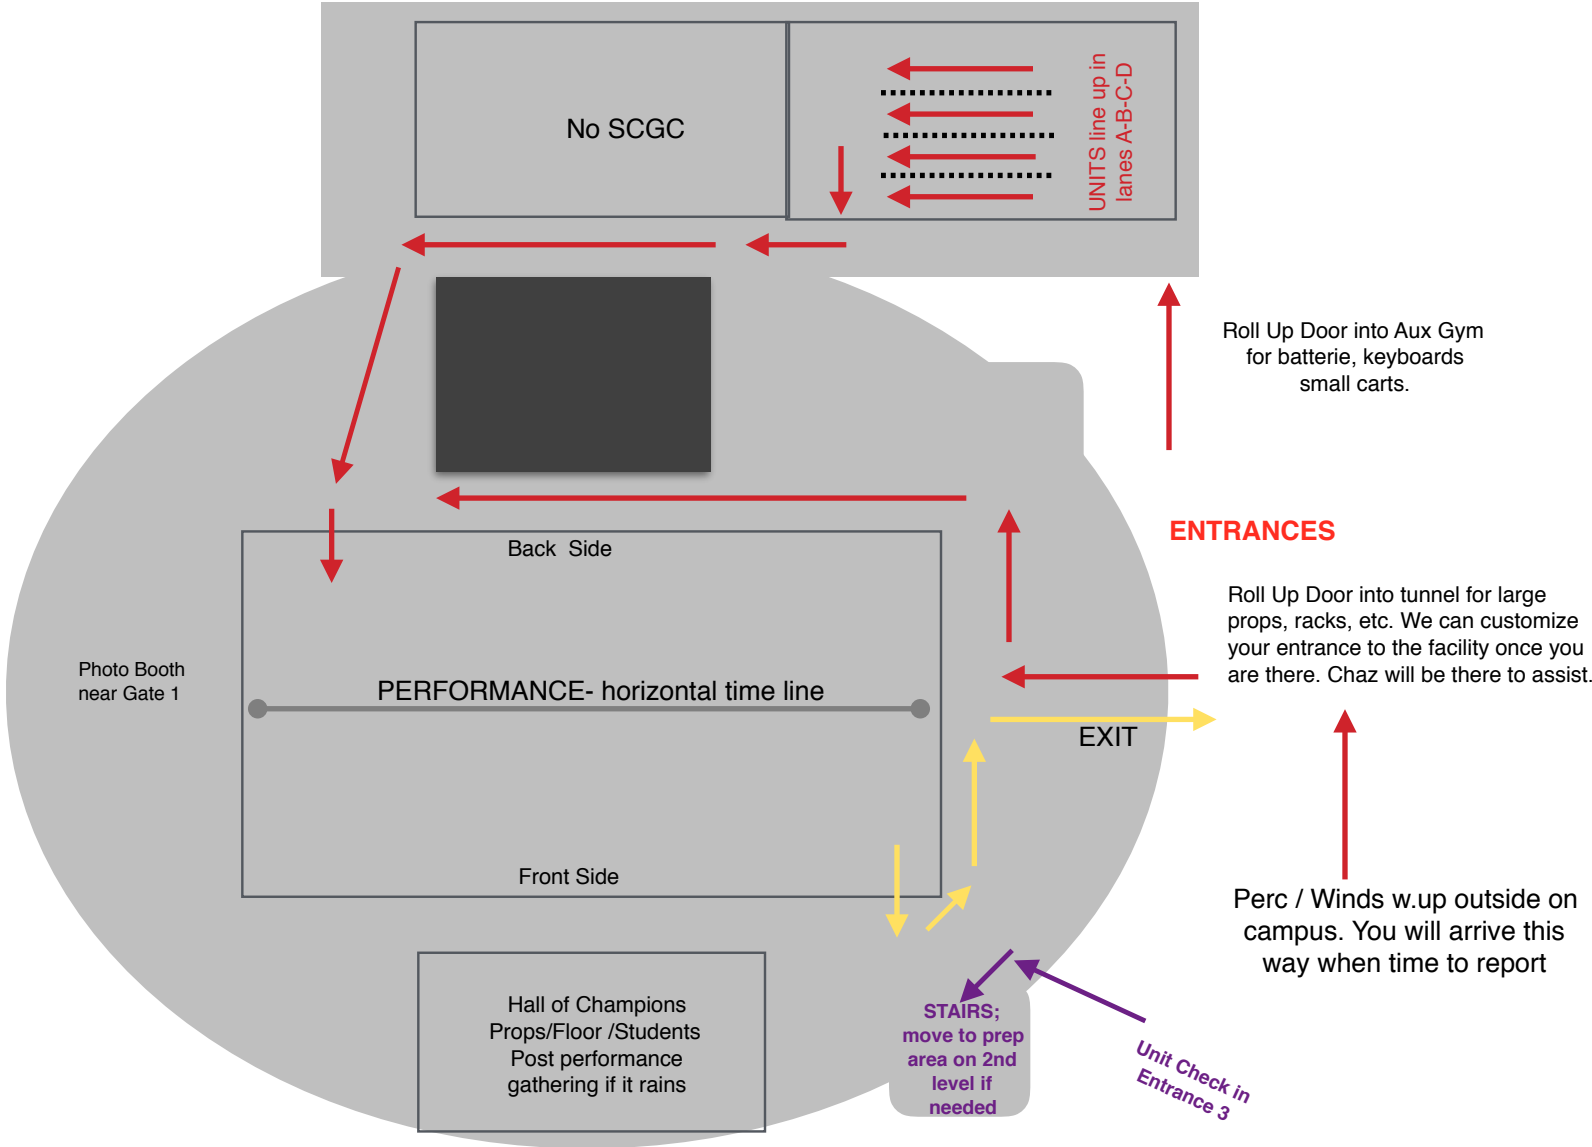 No SCGC
UNITS line up in
lanes A-B-C-D
Roll Up Door into Aux Gym
for batterie, keyboards
small carts.
ENTRANCES
Back  Side
Roll Up Door into tunnel for large
props, racks, etc. We can customize
your entrance to the facility once you
are there. Chaz will be there to assist.
Photo Booth
near Gate 1
PERFORMANCE- horizontal time line
EXIT
Front Side
Perc / Winds w.up outside on
campus. You will arrive this
way when time to report
Hall of Champions
Props/Floor /Students
Post performance
gathering if it rains
STAIRS;
move to prep
area on 2nd
level if
needed
Unit Check in
Entrance 3